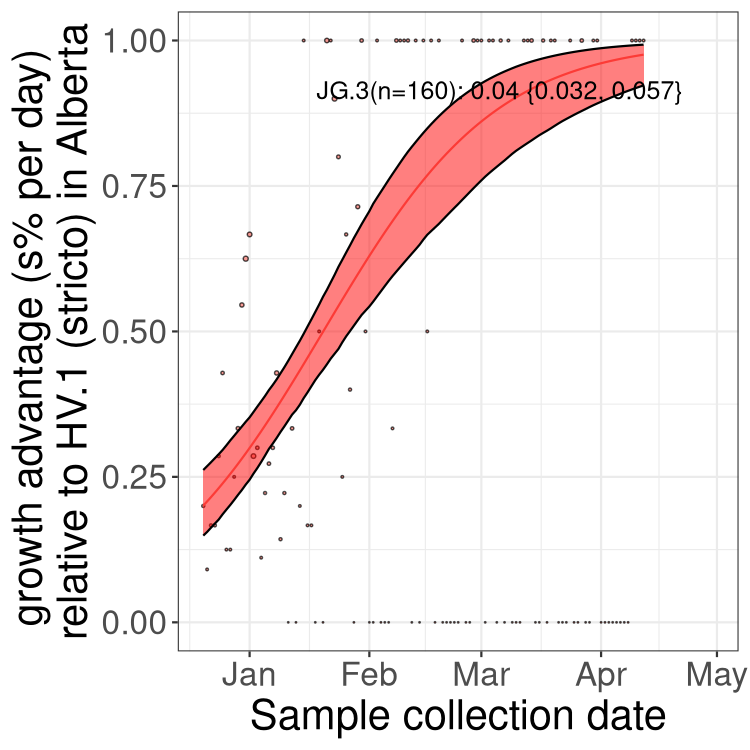 growth advantage (s% per day)
relative to HV.1 (stricto) in Alberta
1.00
0.75
0.50
0.25
0.00
JG.3(n=160): 0.04 {0.032, 0.057}
Jan Feb Mar Apr May
Sample collection date